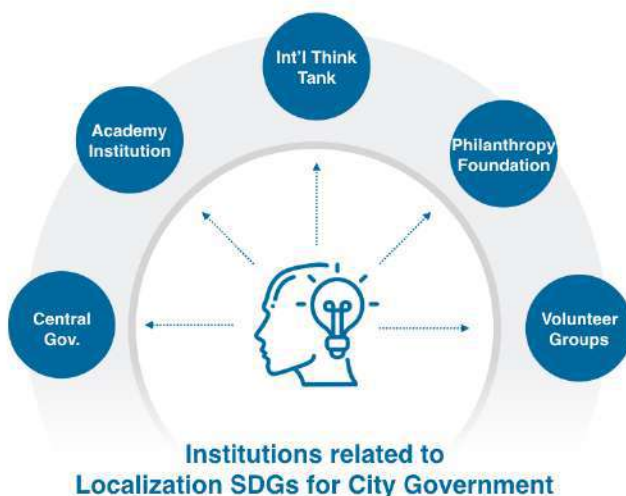 Int'l Think
Tank
Academy
Institution
Philanthropy
Foundation
Central
Gov.
Volunteer
Groups
Institutions related to
Localization SDGs for City Government